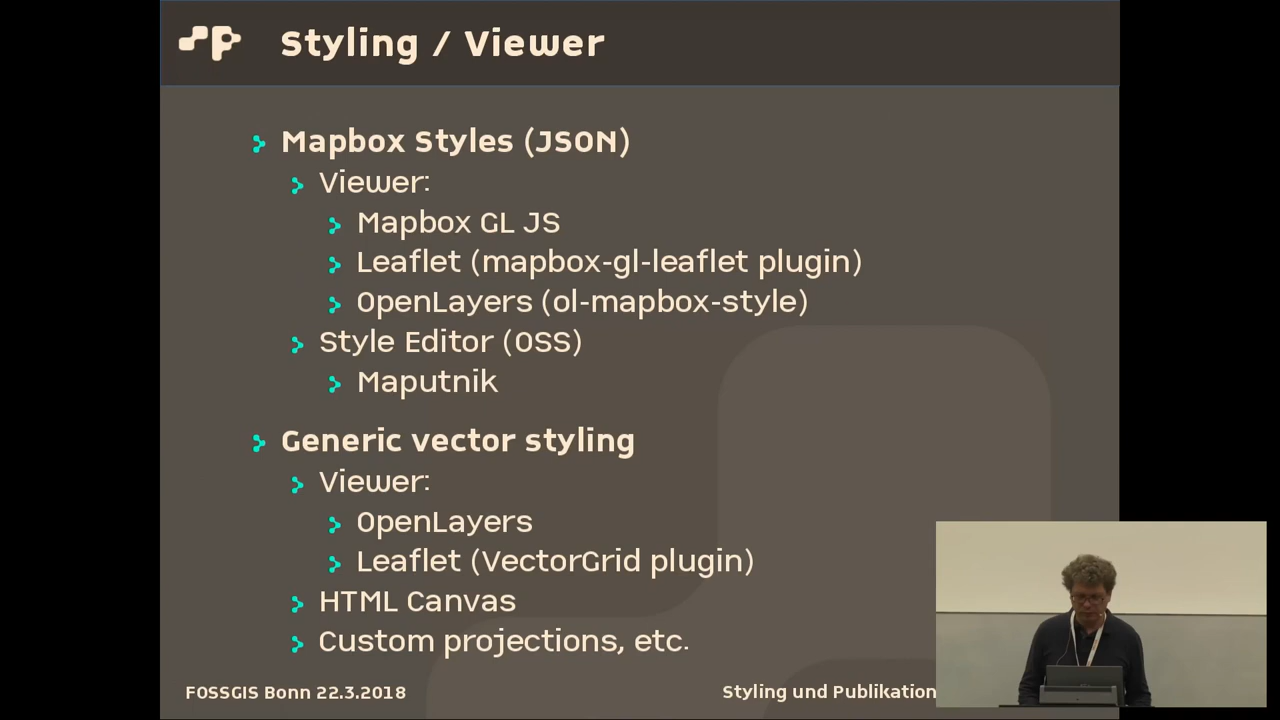 Styling / Viewer
Mapbox Styles (JSON)
Viewer:
Mapbox GL JS
Leaflet (mapbox-gl-leaflet plugin)
OpenLayers (ol-mapbox-style)
Style Editor (OSS)
Maputnik
Generic vector styling
Viewer:
OpenLayers
Leaflet (VectorGrid plugin)
HTML Canvas
Custom projections, etc.
FOSSGIS Bonn 22.3.2018
Styling und Publikation